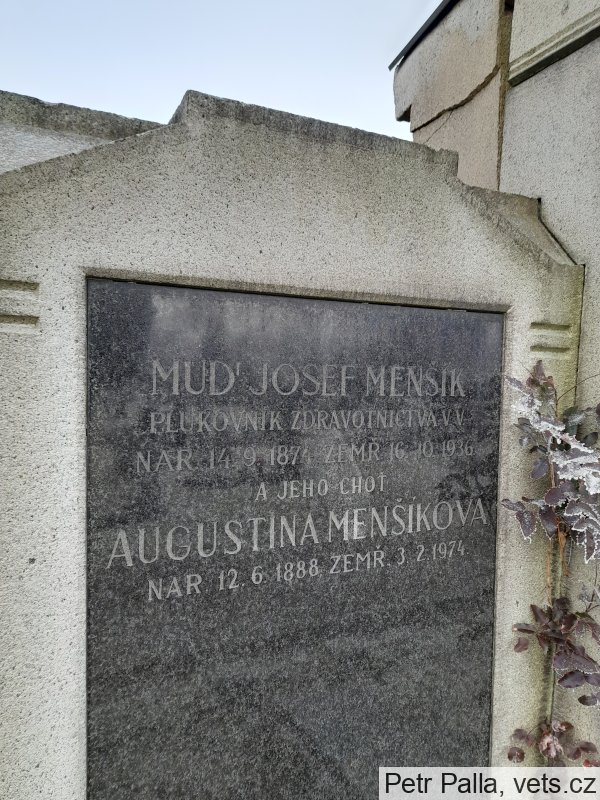 MUDr JOSEF MENŠÍK
PLUKOVNÍK ZDRAVOTNICTVA V.V.
NAR. 14. 9. ZEMŘ. 16. 10. 1936
A JEHO CHOŤ
AUGUSTINA MENŠÍKOVÁ
NAR. 12. 6. 1888. ZEMŘ. 3. 2. 1974
Petr Palla, vets.cz